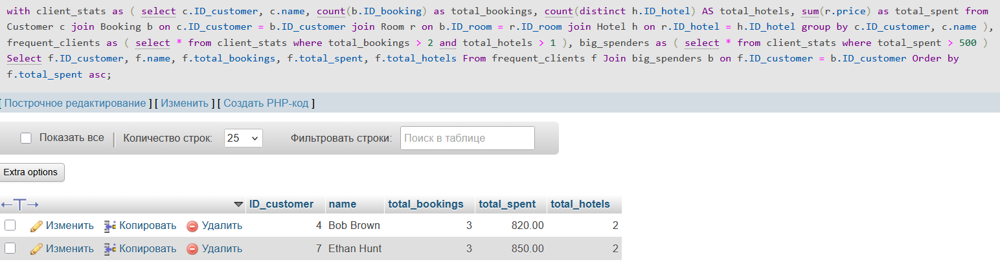 with client_stats as ( select c.ID_customer, c.name, count(b.ID_booking) as total_bookings, count(distinct h.ID_hotel) AS total_hotels, sum(r.price) as total_spent from
Customer c join Booking b on c.ID_customer = b.ID_customer join Room r on b.ID_room = r.ID_room join Hotel h on r.ID_hotel = h.ID_hotel group by c.ID_customer, c.name ),
frequent_clients as ( select * from client_stats where total_bookings > 2 and total_hotels > 1 ), big_spenders as ( select * from client_stats where total_spent > 500 )
Select f.ID_customer, f.name, f.total_bookings, f.total_spent, f.total_hotels From frequent_clients f Join big_spenders b on f.ID_customer = b.ID_customer Order by
f.total_spent asc;
[ Построчное редактирование ] [ Изменить ] [ Создать PHP-код ]
Показать все | Количество строк: 25 Фильтровать строки: Поиск в таблице
Extra options
←T→ ID_customer name total_bookings total_spent total_hotels
Изменить Копировать Удалить 4 Bob Brown 3 820.00 2
Изменить Копировать Удалить 7 Ethan Hunt 3 850.00 2